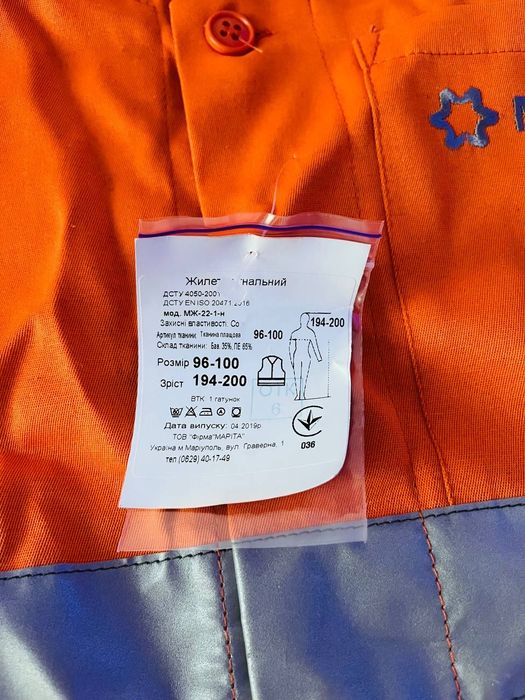 Жилет нальний
ДСТУ 4050-2001
ДСТУ EN ISO 20471:2016
мод. МЖ-22-1-н
Захисні властивості: Со
Артикул тканини: Тканина плащова
Склад тканини: Бав. 35%, ПЕ 65%
96-100
194-200
Розмір 96-100
Зріст 194-200
ВТК 1 гатунок
ОТК
6
Дата випуску: 04.2019р
ТОВ "Фірма"МАРІТА"
Україна м Маріуполь, вул. Граверна, 1
тел (0629) 40-17-49
036